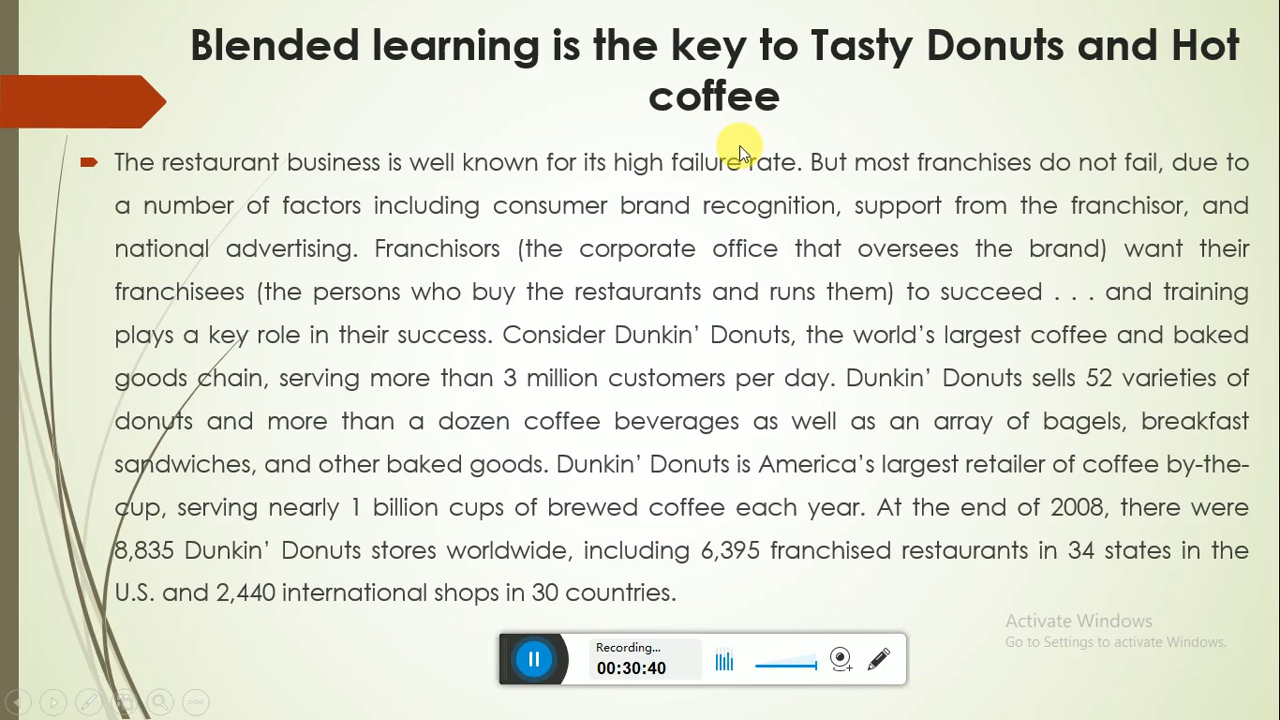 Blended learning is the key to Tasty Donuts and Hot
coffee
The restaurant business is well known for its high failure rate. But most franchises do not fail, due to
a number of factors including consumer brand recognition, support from the franchisor, and
national advertising. Franchisors (the corporate office that oversees the brand) want their
franchisees (the persons who buy the restaurants and runs them) to succeed . . . and training
plays a key role in their success. Consider Dunkin’ Donuts, the world’s largest coffee and baked
goods chain, serving more than 3 million customers per day. Dunkin’ Donuts sells 52 varieties of
donuts and more than a dozen coffee beverages as well as an array of bagels, breakfast
sandwiches, and other baked goods. Dunkin’ Donuts is America’s largest retailer of coffee by-the-
cup, serving nearly 1 billion cups of brewed coffee each year. At the end of 2008, there were
8,835 Dunkin’ Donuts stores worldwide, including 6,395 franchised restaurants in 34 states in the
U.S. and 2,440 international shops in 30 countries.
Activate Windows
Go to Settings to activate Windows.
Recording...
00:30:40